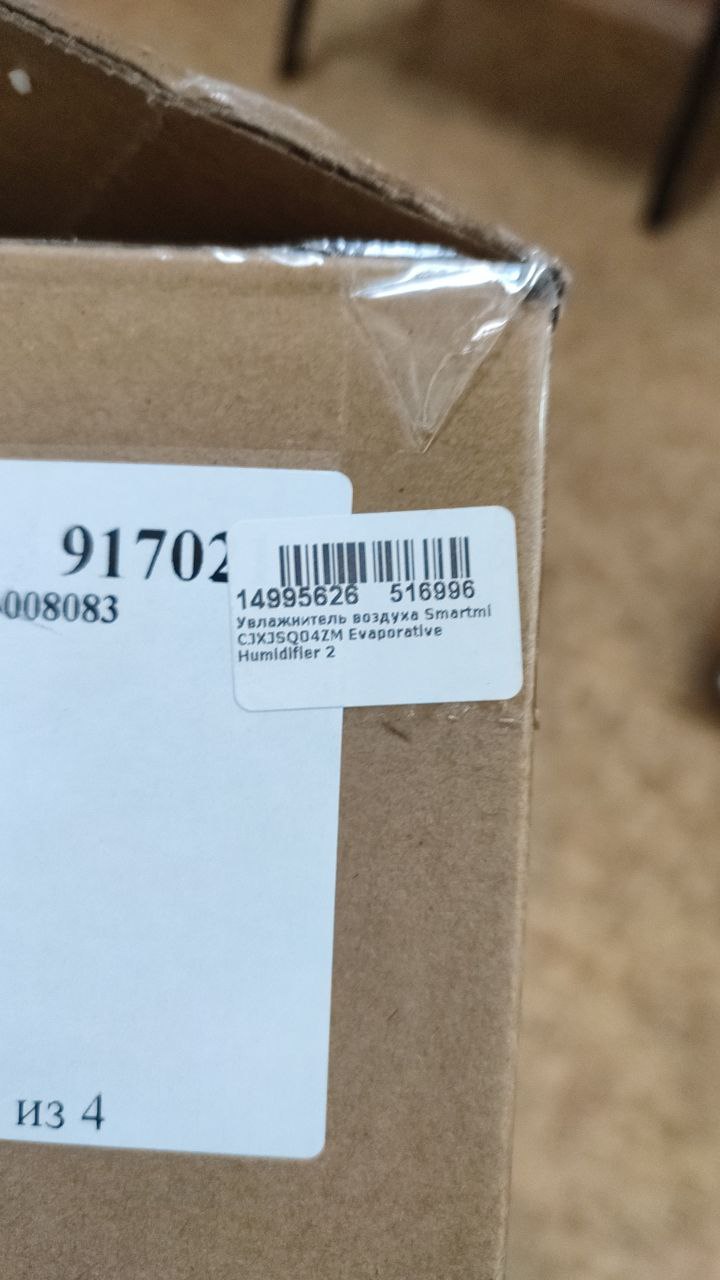 91702
-008083
14995626 516996
Увлажнитель воздуха Smartmi
CJXJSQ04ZM Evaporative
Humidifier 2
из 4